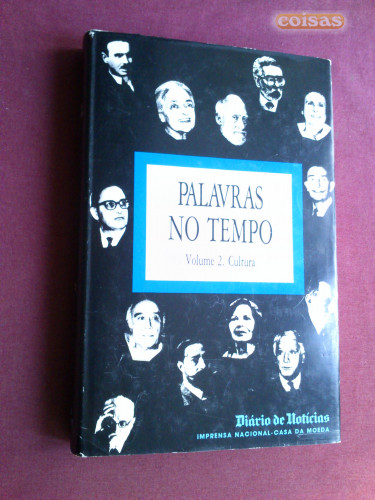 coisas
PALAVRAS
NO TEMPO
Volume 2. Cultura
Diário de Notícias
IMPRENSA NACIONAL-CASA DA MOEDA